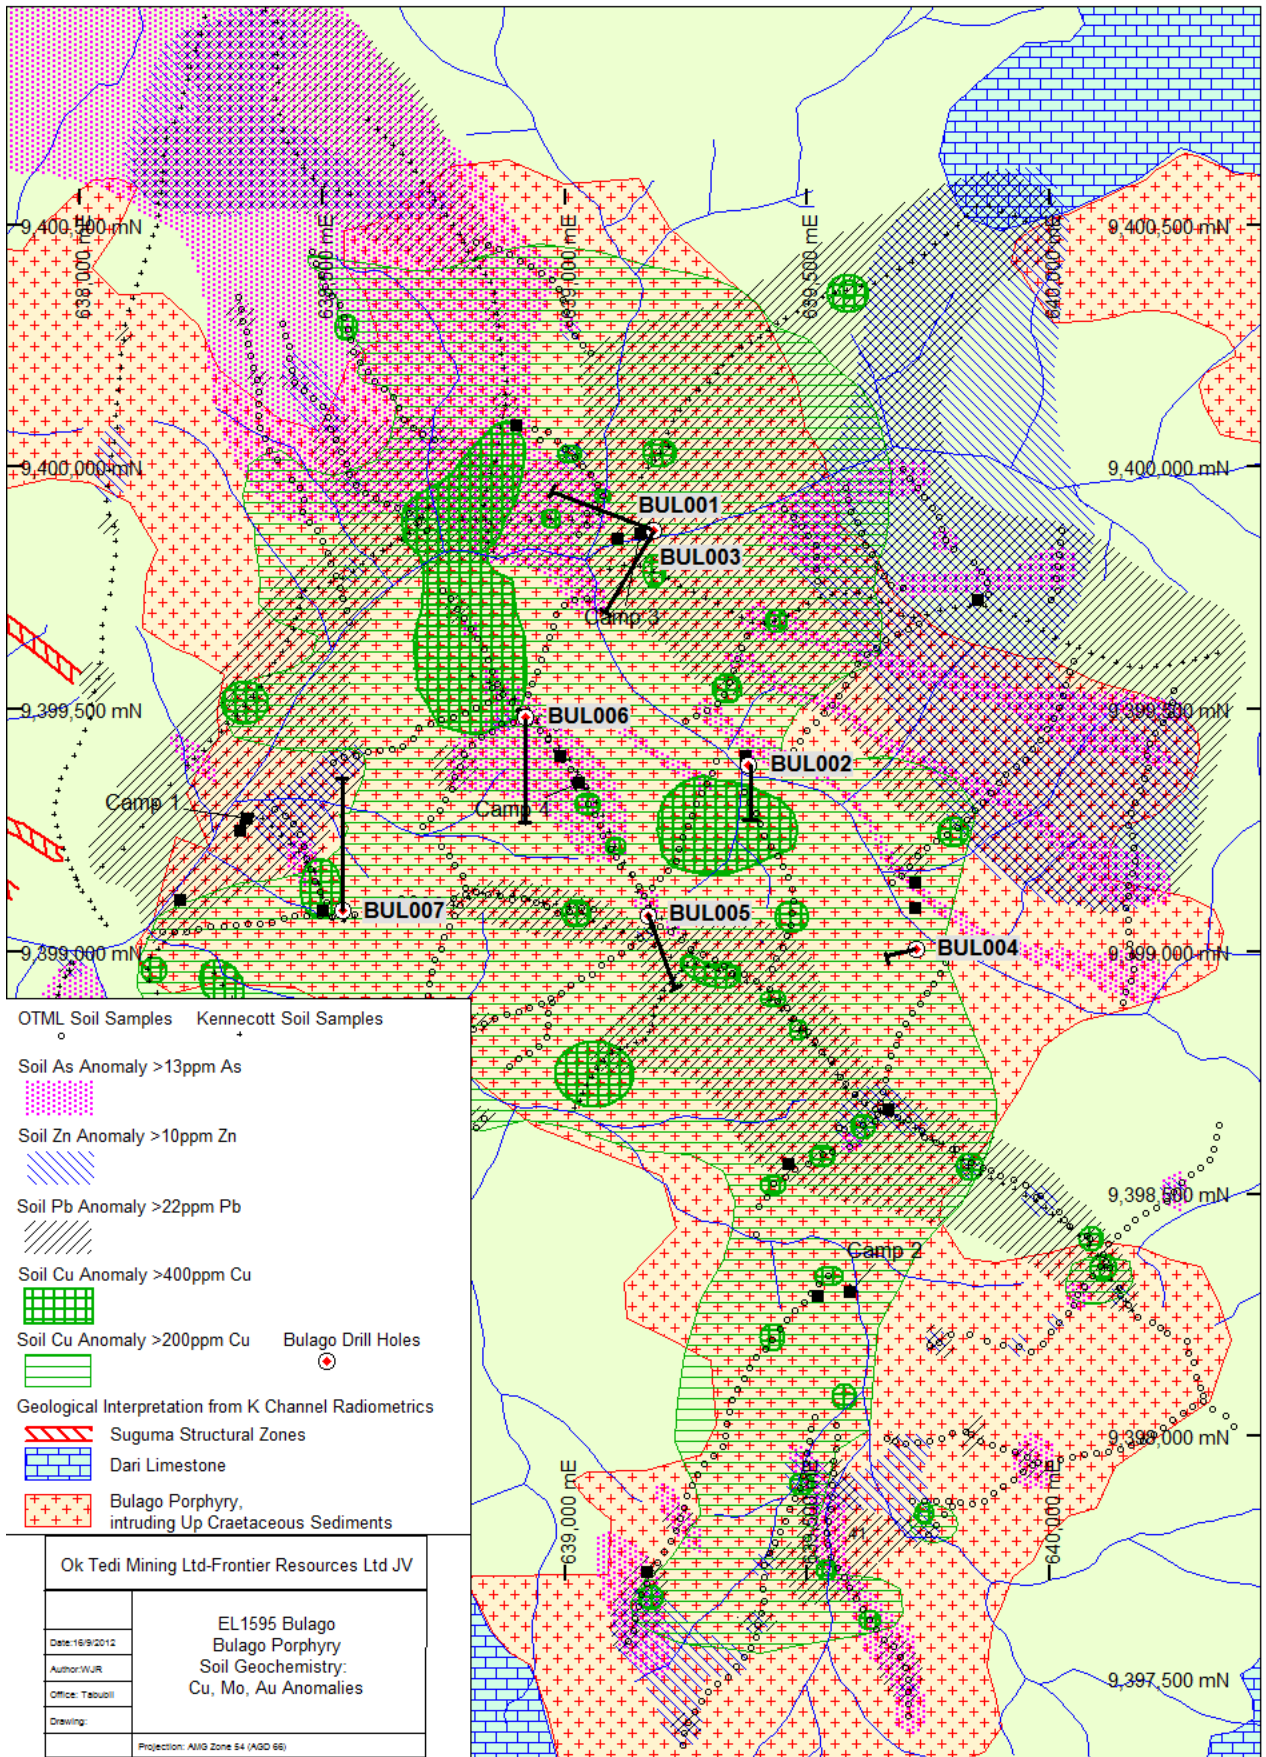 9,400,500 mN
638,000 mE
638,500 mE
639,000 mE
639,500 mE
640,000 mE
9,400,500 mN
9,400,000 mN
9,400,000 mN
BUL001
BUL003
Camp 3
9,399,500 mN
BUL006
9,399,500 mN
BUL002
Camp 1
Camp 4
BUL007
BUL005
BUL004
9,399,000 mN
9,399,000 mN
OTML Soil Samples Kennecott Soil Samples
Soil As Anomaly >13ppm As
Soil Zn Anomaly >10ppm Zn
Soil Pb Anomaly >22ppm Pb
Soil Cu Anomaly >400ppm Cu
Soil Cu Anomaly >200ppm Cu Bulago Drill Holes
Geological Interpretation from K Channel Radiometrics
Suguma Structural Zones
Dari Limestone
Bulago Porphyry,
intruding Up Craetaceous Sediments
9,398,500 mN
Camp 2
9,398,000 mN
639,000 mE
639,500 mE
640,000 mE
9,397,500 mN
Ok Tedi Mining Ltd-Frontier Resources Ltd JV
EL1595 Bulago
Bulago Porphyry
Soil Geochemistry:
Cu, Mo, Au Anomalies
Date:16/9/2012
Author:WJR
Office: Tabubil
Drawing:
Projection: AMG Zone 54 (AGD 66)